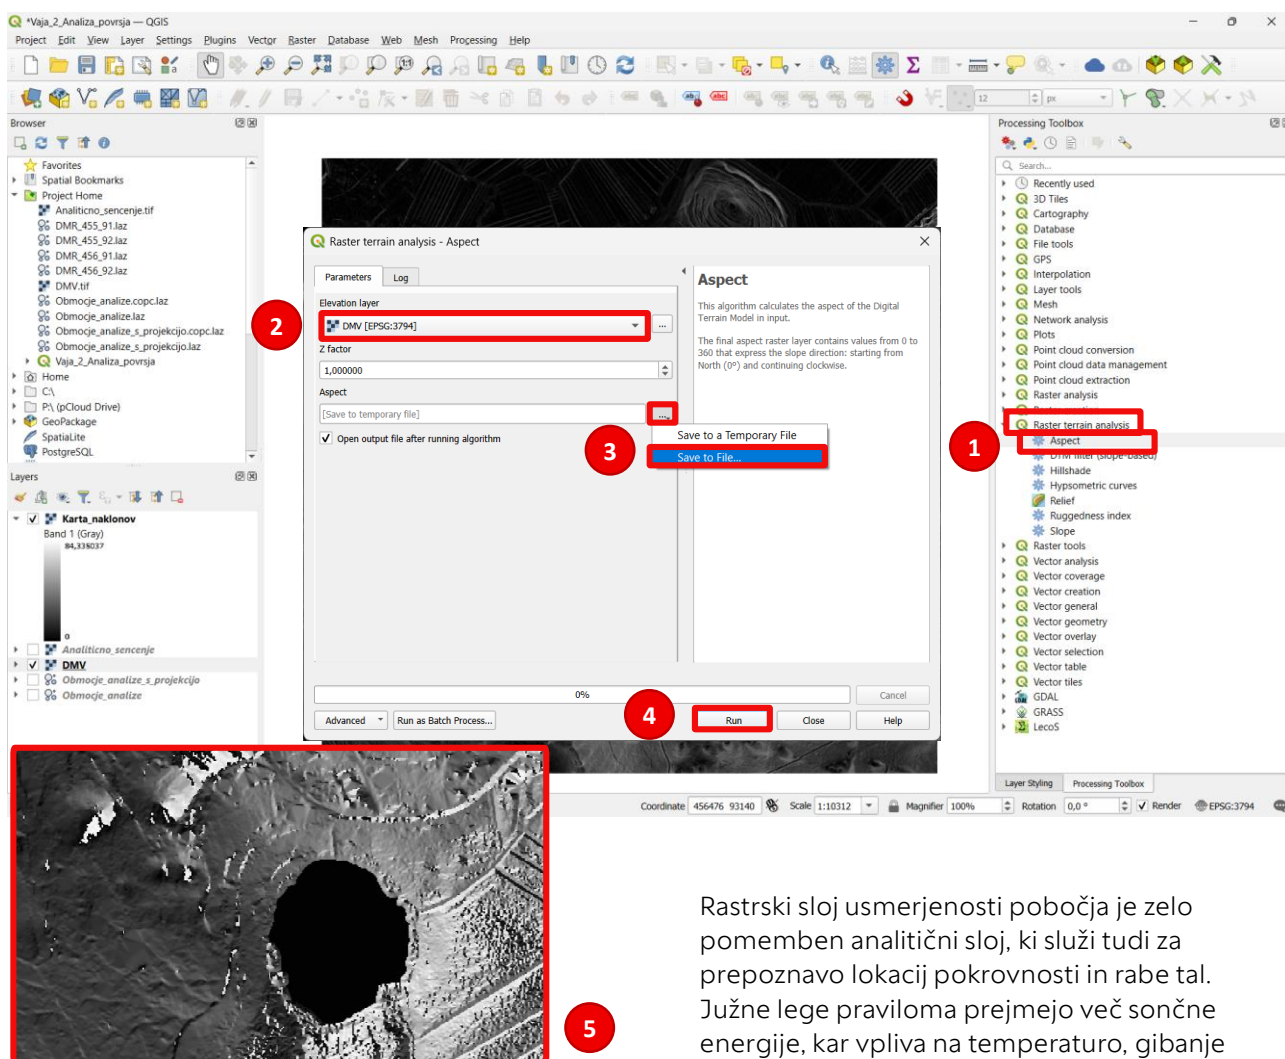 *Vaja_2_Analiza_povrsja — QGIS
Project Edit View Layer Settings Plugins Vector Raster Database Web Mesh Processing Help
12 px
Browser
Favorites
Spatial Bookmarks
Project Home
Analiticno_sencenje.tif
DMR_455_91.laz
DMR_455_92.laz
DMR_456_91.laz
DMR_456_92.laz
DMV.tif
Obmocje_analize.copc.laz
Obmocje_analize.laz
Obmocje_analize_s_projekcijo.copc.laz
Obmocje_analize_s_projekcijo.laz
Vaja_2_Analiza_povrsja
Home
C:\
P:\ (pCloud Drive)
GeoPackage
SpatiaLite
PostgreSQL
Layers
Karta_naklonov
Band 1 (Gray)
84,335037
0
Analiticno_sencenje
DMV
Obmocje_analize_s_projekcijo
Obmocje_analize
Raster terrain analysis - Aspect
Parameters Log
Elevation layer
2
DMV [EPSG:3794]
...
Z factor
1,000000
Aspect
[Save to temporary file]
...
Open output file after running algorithm
3
Save to a Temporary File
Save to File...
Aspect
This algorithm calculates the aspect of the Digital
Terrain Model in input.
The final aspect raster layer contains values from 0 to
360 that express the slope direction: starting from
North (0º) and continuing clockwise.
0%
Cancel
4
Advanced Run as Batch Process... Run Close Help
Processing Toolbox
Search...
Recently used
3D Tiles
Cartography
Database
File tools
GPS
Interpolation
Layer tools
Mesh
Network analysis
Plots
Point cloud conversion
Point cloud data management
Point cloud extraction
Raster analysis
Raster terrain analysis
1
Aspect
DTM filter (slope-based)
Hillshade
Hypsometric curves
Relief
Ruggedness index
Slope
Raster tools
Vector analysis
Vector coverage
Vector creation
Vector general
Vector geometry
Vector overlay
Vector selection
Vector table
Vector tiles
GDAL
GRASS
LecoS
Layer Styling Processing Toolbox
Coordinate 456476 93140 Scale 1:10312 Magnifier 100% Rotation 0,0 ° Render EPSG:3794
5
Rastrski sloj usmerjenosti pobočja je zelo
pomemben analitični sloj, ki služi tudi za
prepoznavo lokacij pokrovnosti in rabe tal.
Južne lege praviloma prejmejo več sončne
energije, kar vpliva na temperaturo, gibanje